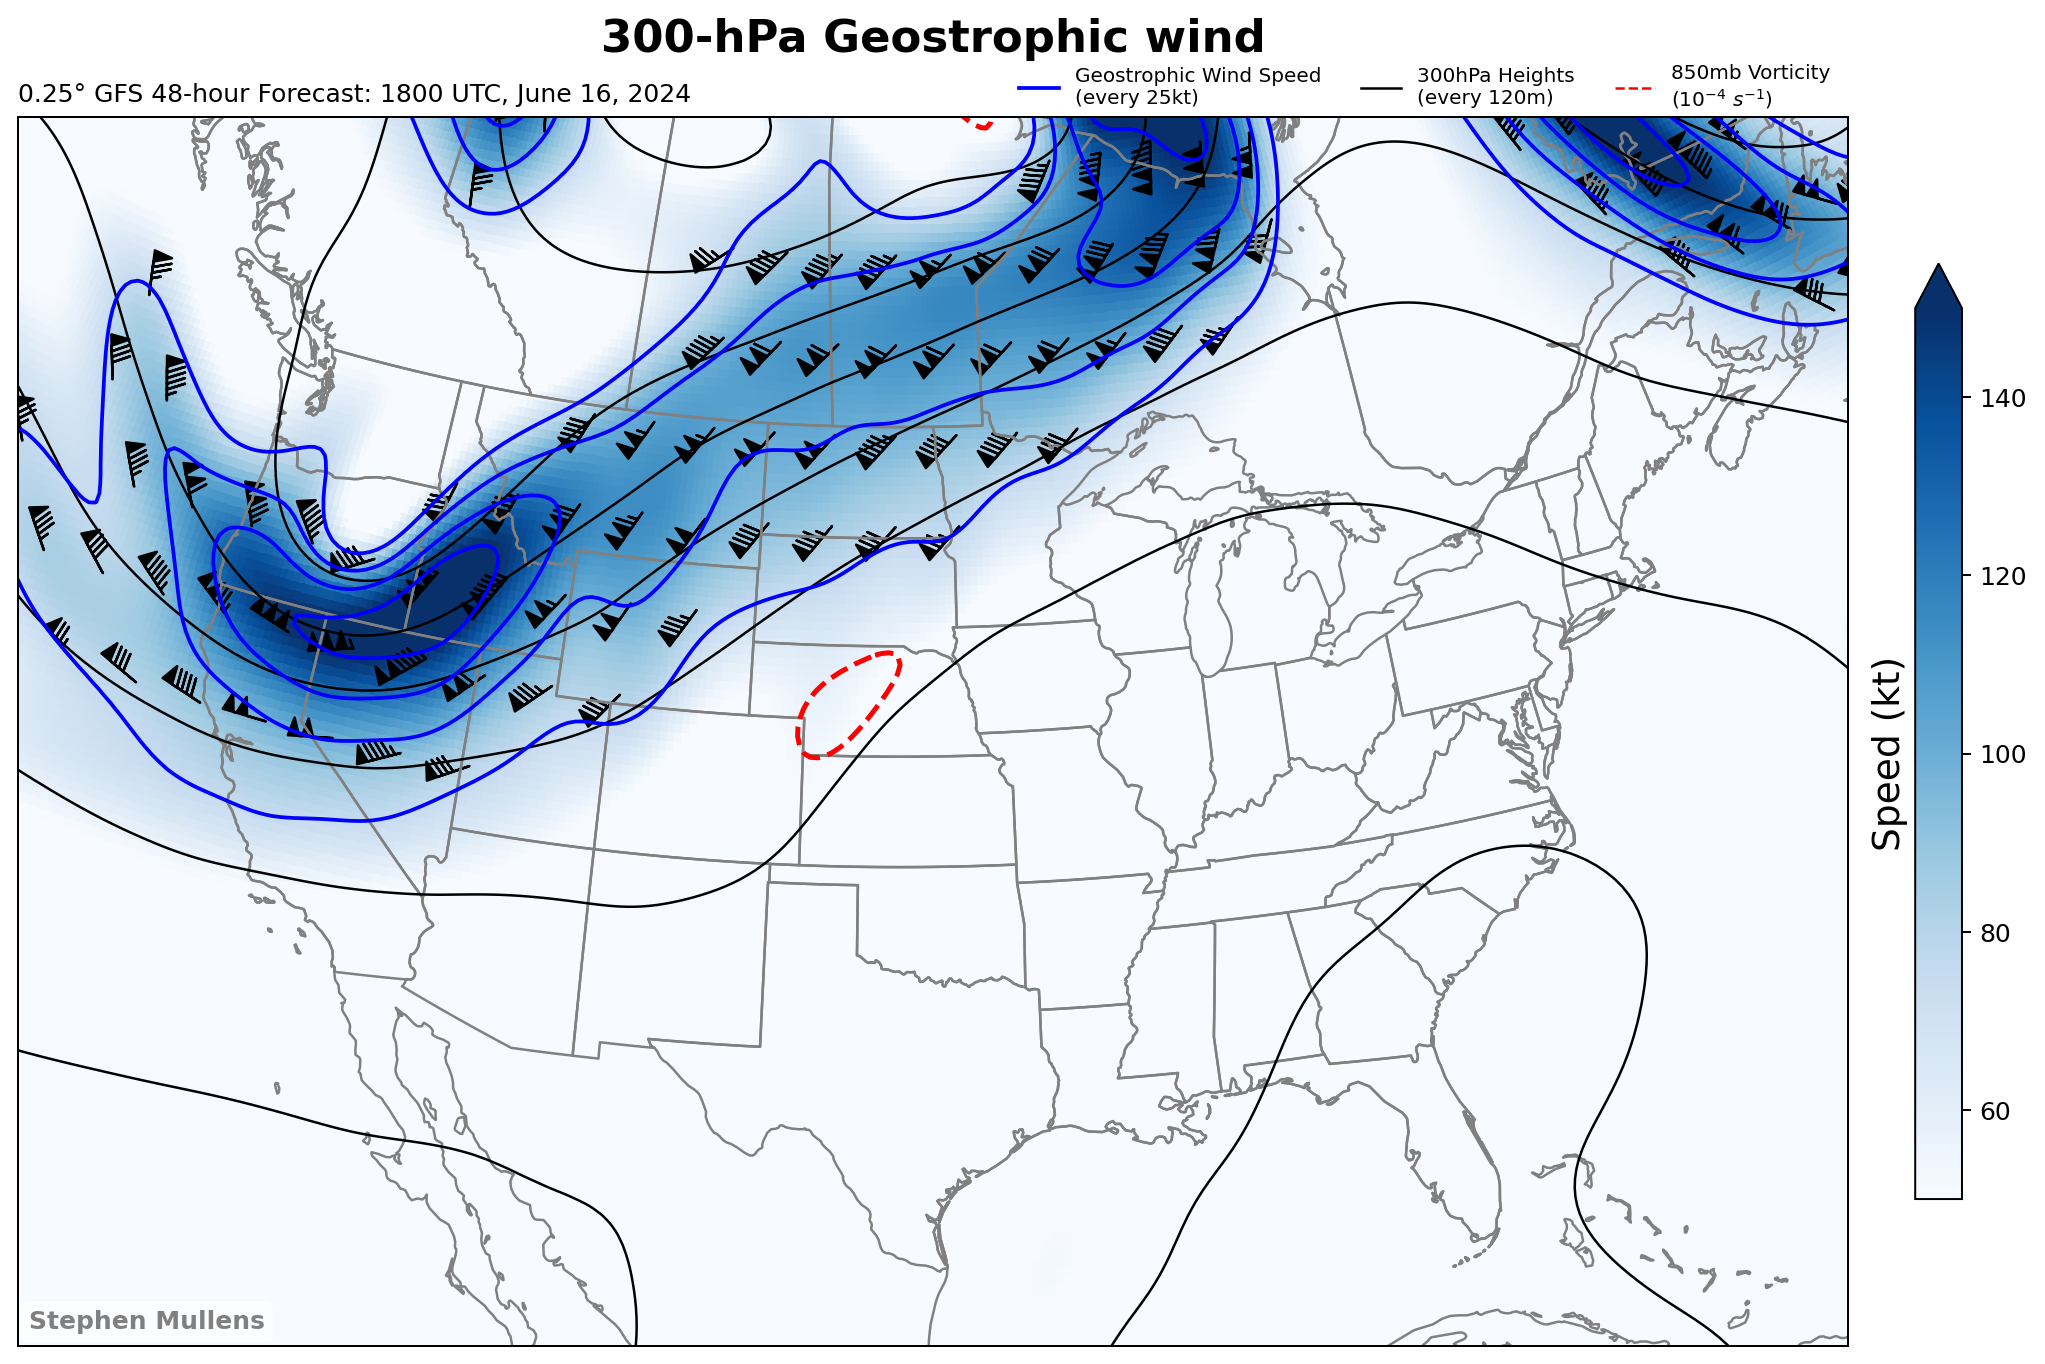 300-hPa Geostrophic wind
0.25° GFS 48-hour Forecast: 1800 UTC, June 16, 2024
Geostrophic Wind Speed
(every 25kt)
300hPa Heights
(every 120m)
850mb Vorticity
(10⁻⁴ s⁻¹)
140
120
100
80
60
Speed (kt)
Stephen Mullens